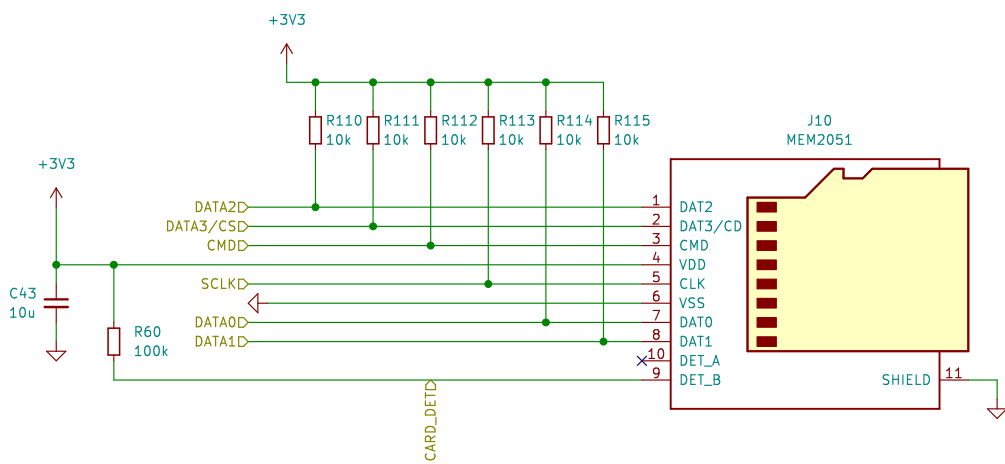 +3V3
R110
10k
R111
10k
R112
10k
R113
10k
R114
10k
R115
10k
J10
MEM2051
+3V3
DATA2
DATA3/CS
CMD
SCLK
DATA0
DATA1
C43
10u
R60
100k
CARD_DET
1 DAT2
2 DAT3/CD
3 CMD
4 VDD
5 CLK
6 VSS
7 DAT0
8 DAT1
10 DET_A
9 DET_B
SHIELD 11